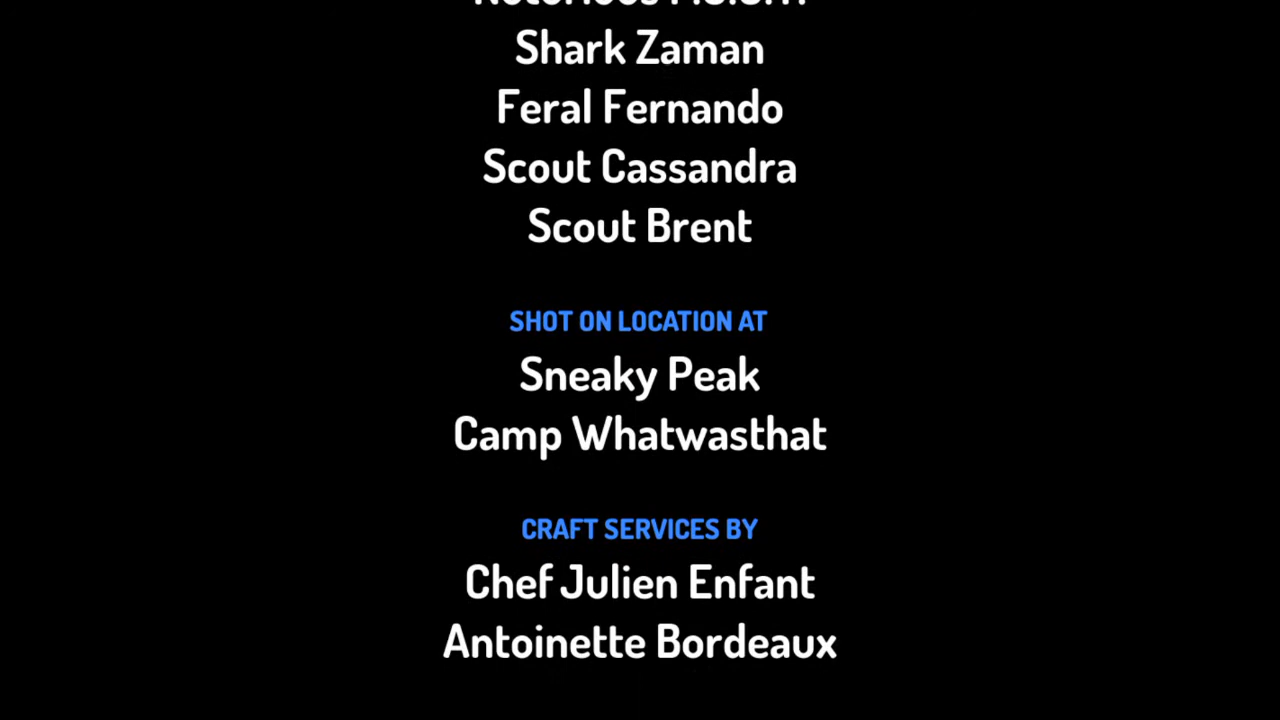 Notorious
Shark Zaman
Feral Fernando
Scout Cassandra
Scout Brent
SHOT ON LOCATION AT
Sneaky Peak
Camp Whatwasthat
CRAFT SERVICES BY
Chef Julien Enfant
Antoinette Bordeaux